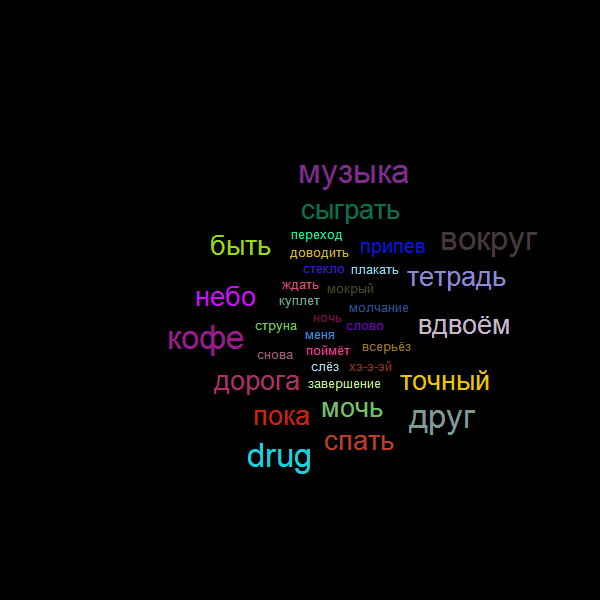 музыка
сыграть
переход
быть
припев
вокруг
доводить
стекло
плакать
тетрадь
ждать
мокрый
небо
куплет
молчание
ночь
струна
слово
вдвоём
меня
кофе
снова
поймёт
всерьёз
слёз
хэ-э-эй
дорога
завершение
точный
пока
мочь
друг
спать
drug